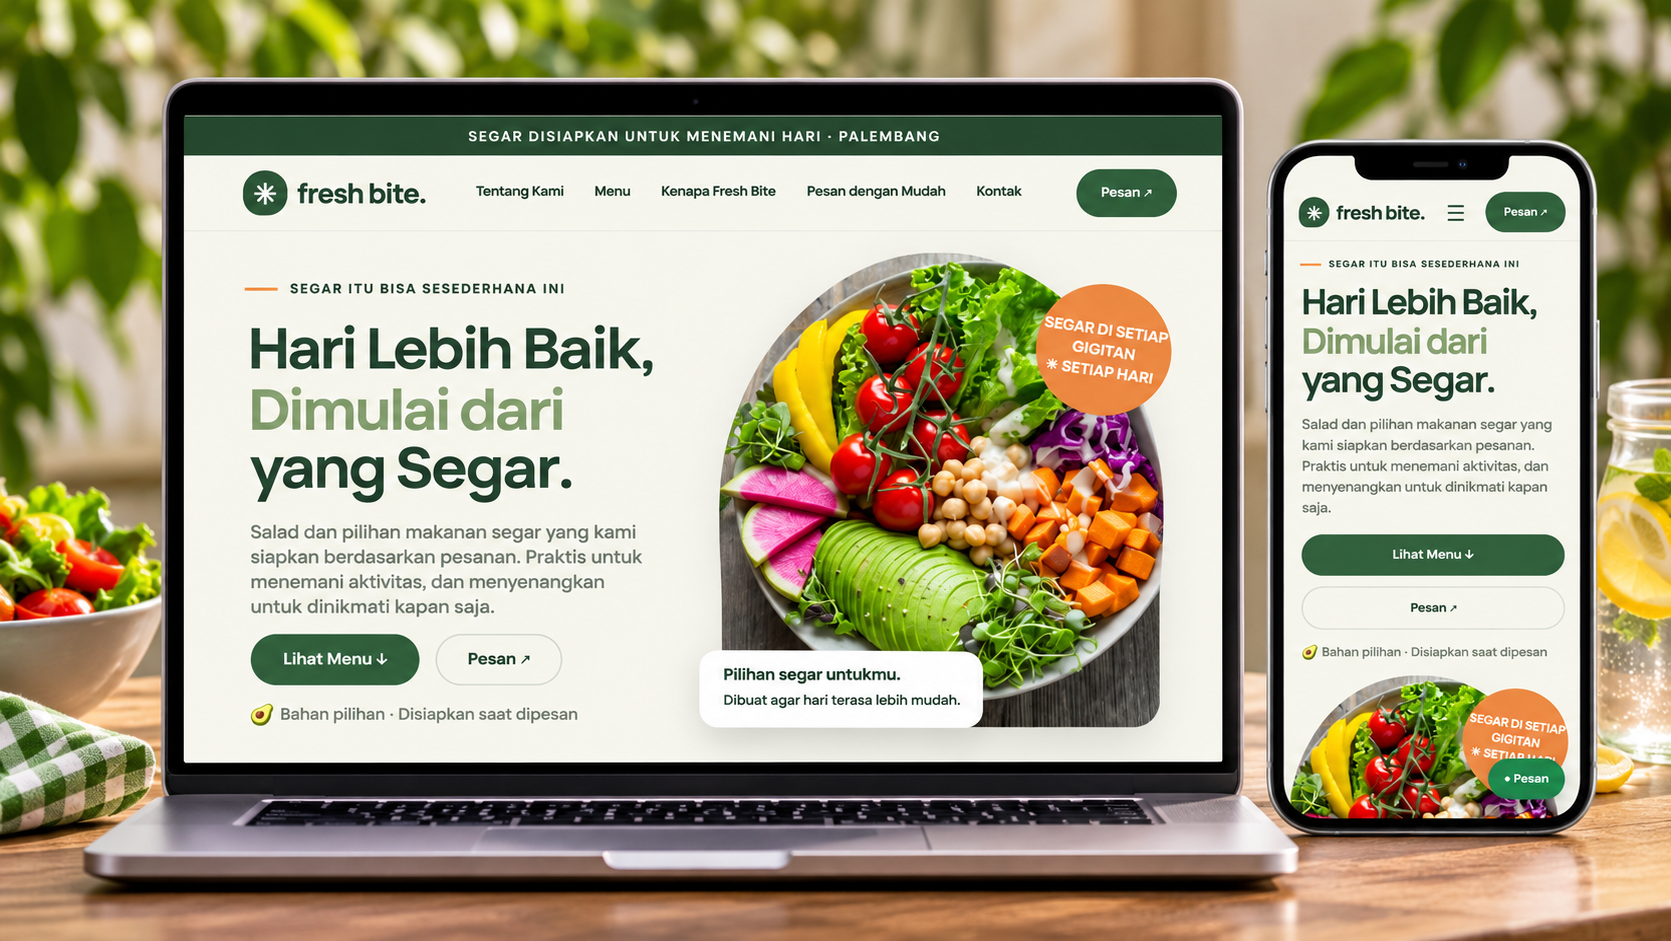 SEGAR DISIAPKAN UNTUK MENEMANI HARI · PALEMBANG
fresh bite.
Tentang Kami
Menu
Kenapa Fresh Bite
Pesan dengan Mudah
Kontak
Pesan ↗
SEGAR ITU BISA SESEDERHANA INI
Hari Lebih Baik,
Dimulai dari
yang Segar.
Salad dan pilihan makanan segar yang kami
siapkan berdasarkan pesanan. Praktis untuk
menemani aktivitas, dan menyenangkan
untuk dinikmati kapan saja.
Lihat Menu ↓
Pesan ↗
🥑 Bahan pilihan · Disiapkan saat dipesan
SEGAR DI SETIAP
GIGITAN
✳ SETIAP HARI
Pilihan segar untukmu.
Dibuat agar hari terasa lebih mudah.
fresh bite.
Pesan ↗
SEGAR ITU BISA SESEDERHANA INI
Hari Lebih Baik,
Dimulai dari
yang Segar.
Salad dan pilihan makanan segar yang
kami siapkan berdasarkan pesanan.
Praktis untuk menemani aktivitas, dan
menyenangkan untuk dinikmati kapan
saja.
Lihat Menu ↓
Pesan ↗
🥑 Bahan pilihan · Disiapkan saat dipesan
SEGAR DI SETIAP
GIGITAN
✳ SETIAP HARI
• Pesan